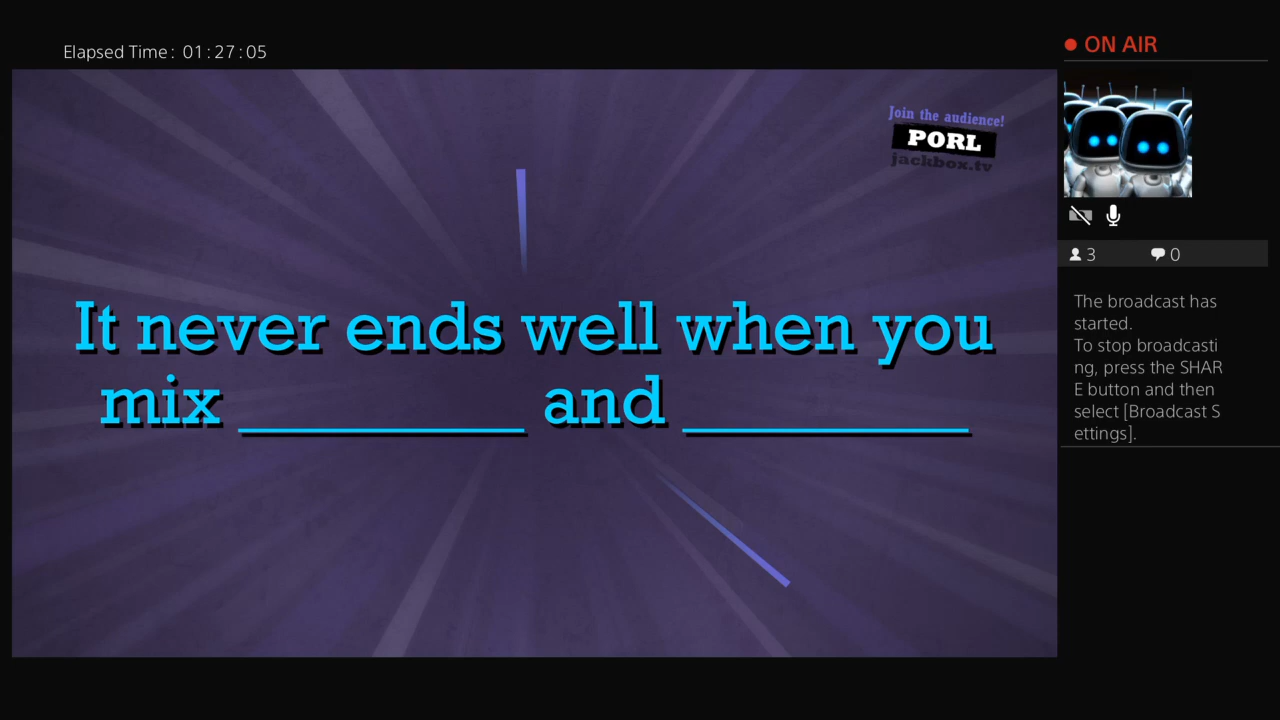 Elapsed Time: 01:27:05
ON AIR
Join the audience!
PORL
jackbox.tv
It never ends well when you
mix ________ and ________
3
0
The broadcast has
started.
To stop broadcasti
ng, press the SHAR
E button and then
select [Broadcast S
ettings].